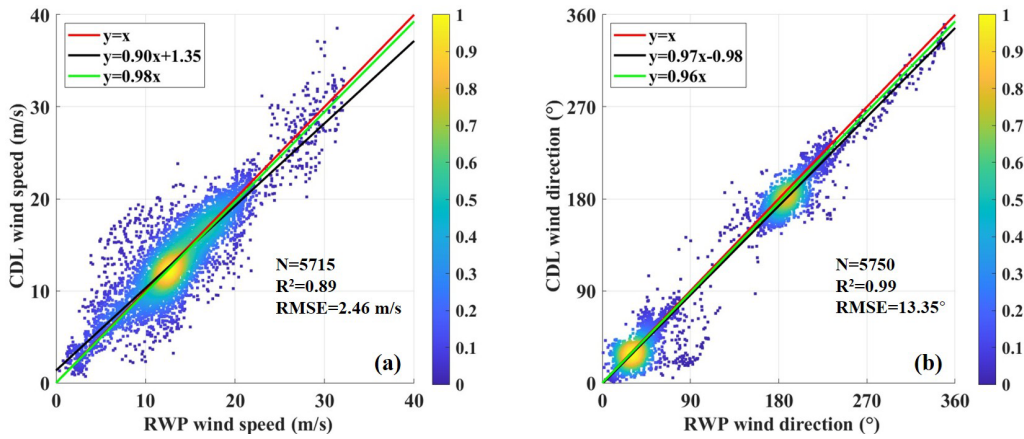 y=x
y=0.90x+1.35
y=0.98x
N=5715
R²=0.89
RMSE=2.46 m/s
(a)
CDL wind speed (m/s)
40
30
20
10
0
0 10 20 30 40
RWP wind speed (m/s)
1
0.9
0.8
0.7
0.6
0.5
0.4
0.3
0.2
0.1
0
y=x
y=0.97x-0.98
y=0.96x
N=5750
R²=0.99
RMSE=13.35°
(b)
CDL wind direction (°)
360
270
180
90
0
0 90 180 270 360
RWP wind direction (°)
1
0.9
0.8
0.7
0.6
0.5
0.4
0.3
0.2
0.1
0